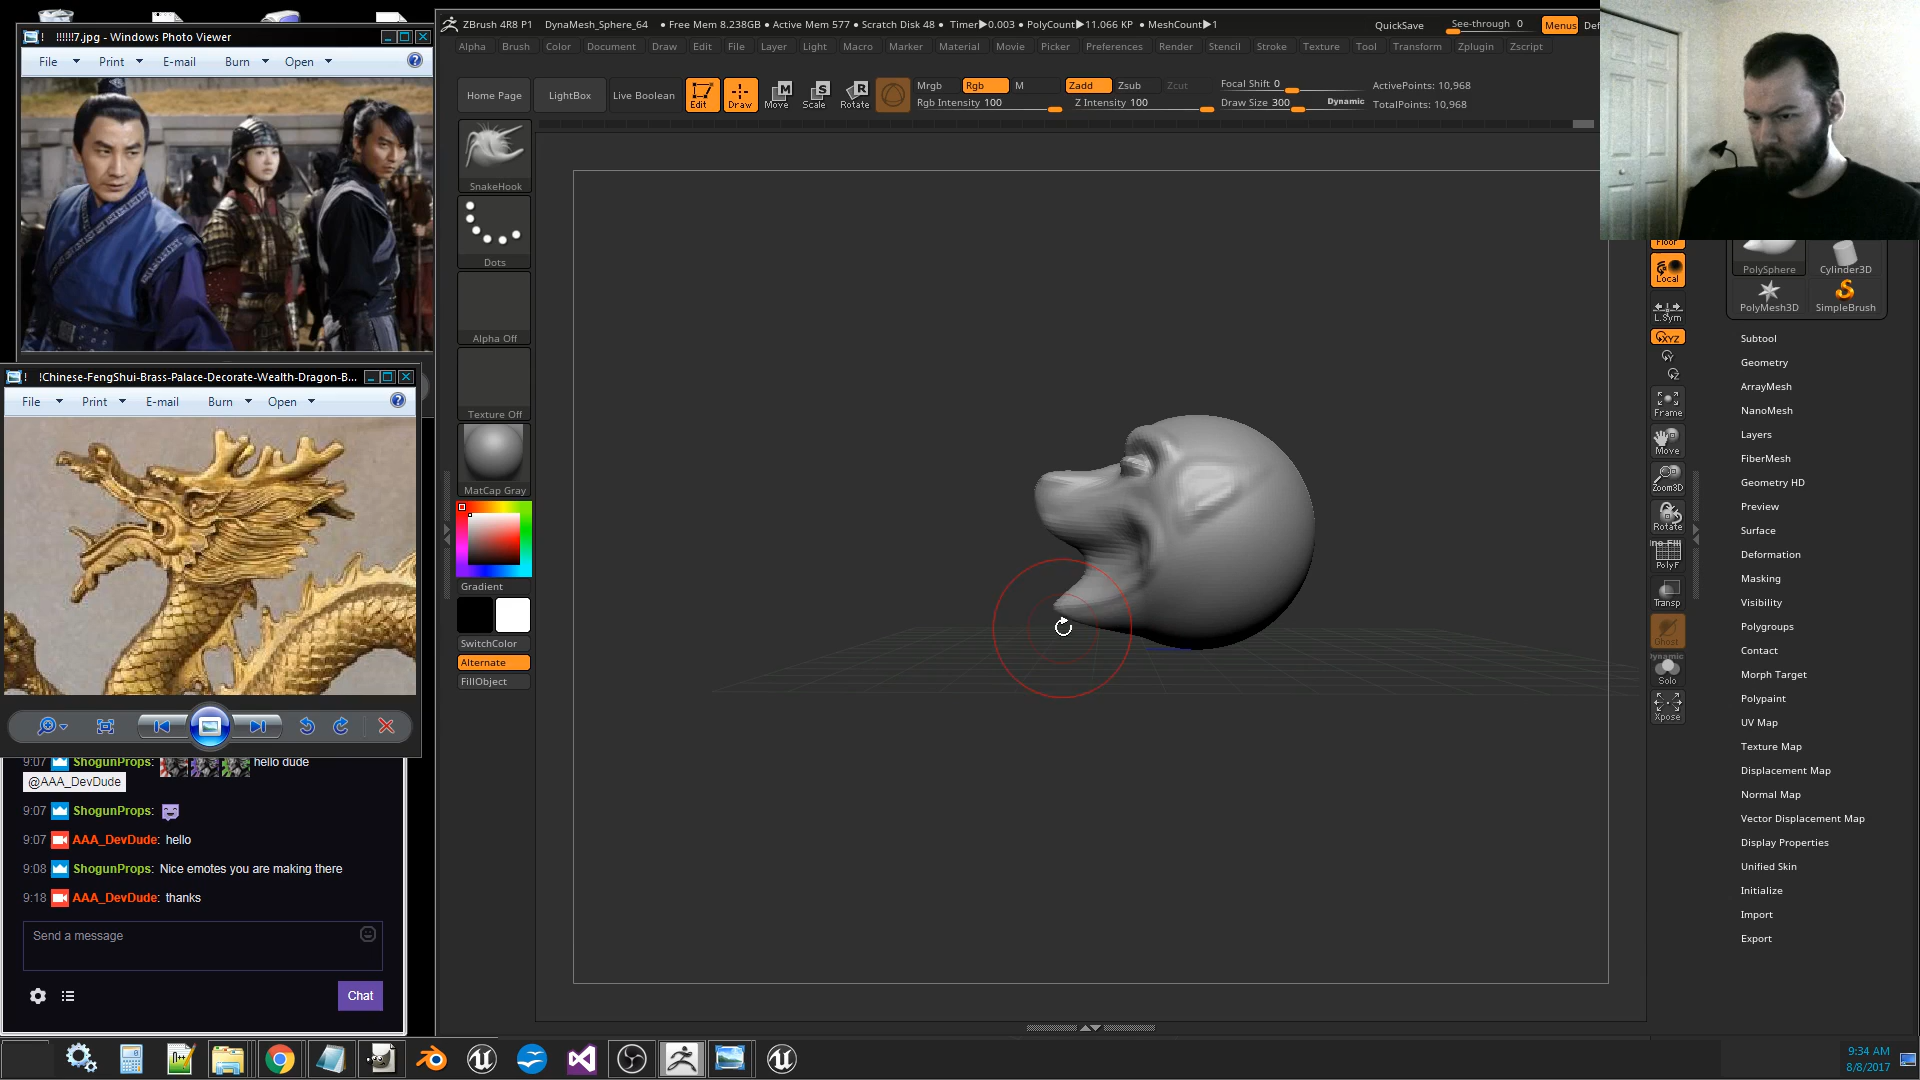 !!!!!!7.jpg - Windows Photo Viewer
File Print E-mail Burn Open
!Chinese-FengShui-Brass-Palace-Decorate-Wealth-Dragon-B...
File Print E-mail Burn Open
9:07 ShogunProps: hello dude
@AAA_DevDude
9:07 ShogunProps:
9:07 AAA_DevDude: hello
9:08 ShogunProps: Nice emotes you are making there
9:18 AAA_DevDude: thanks
Send a message
Chat
ZBrush 4R8 P1 DynaMesh_Sphere_64 • Free Mem 8.238GB • Active Mem 577 • Scratch Disk 48 • Timer▶0.003 • PolyCount▶11.066 KP • MeshCount▶1
QuickSave See-through 0 Menus
Alpha Brush Color Document Draw Edit File Layer Light Macro Marker Material Movie Picker Preferences Render Stencil Stroke Texture Tool Transform Zplugin Zscript
Home Page LightBox Live Boolean Edit Draw Move Scale Rotate
Mrgb Rgb M Zadd Zsub Zcut
Rgb Intensity 100 Z Intensity 100
Focal Shift 0 ActivePoints: 10,968
Draw Size 300 Dynamic TotalPoints: 10,968
SnakeHook
Dots
Alpha Off
Texture Off
MatCap Gray
Gradient
SwitchColor
Alternate
FillObject
Floor
Local
L.Sym
XYZ
Y
Z
Frame
Move
Zoom3D
Rotate
PolyF
Transp
Ghost
Dynamic
Solo
Xpose
PolySphere Cylinder3D
PolyMesh3D SimpleBrush
Subtool
Geometry
ArrayMesh
NanoMesh
Layers
FiberMesh
Geometry HD
Preview
Surface
Deformation
Masking
Visibility
Polygroups
Contact
Morph Target
Polypaint
UV Map
Texture Map
Displacement Map
Normal Map
Vector Displacement Map
Display Properties
Unified Skin
Initialize
Import
Export
9:34 AM
8/8/2017